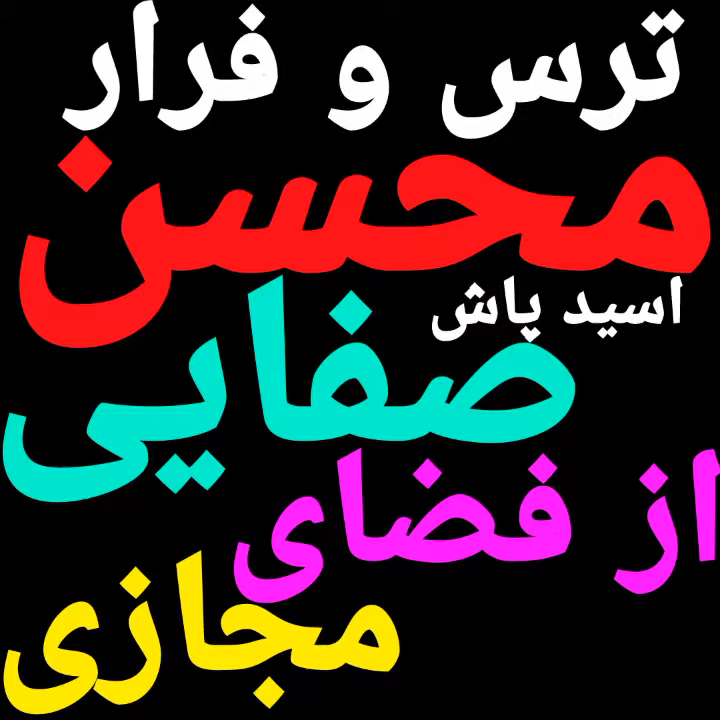 ترس و فرار
محسن
اسید پاش
صفایی
از فضای
مجازی